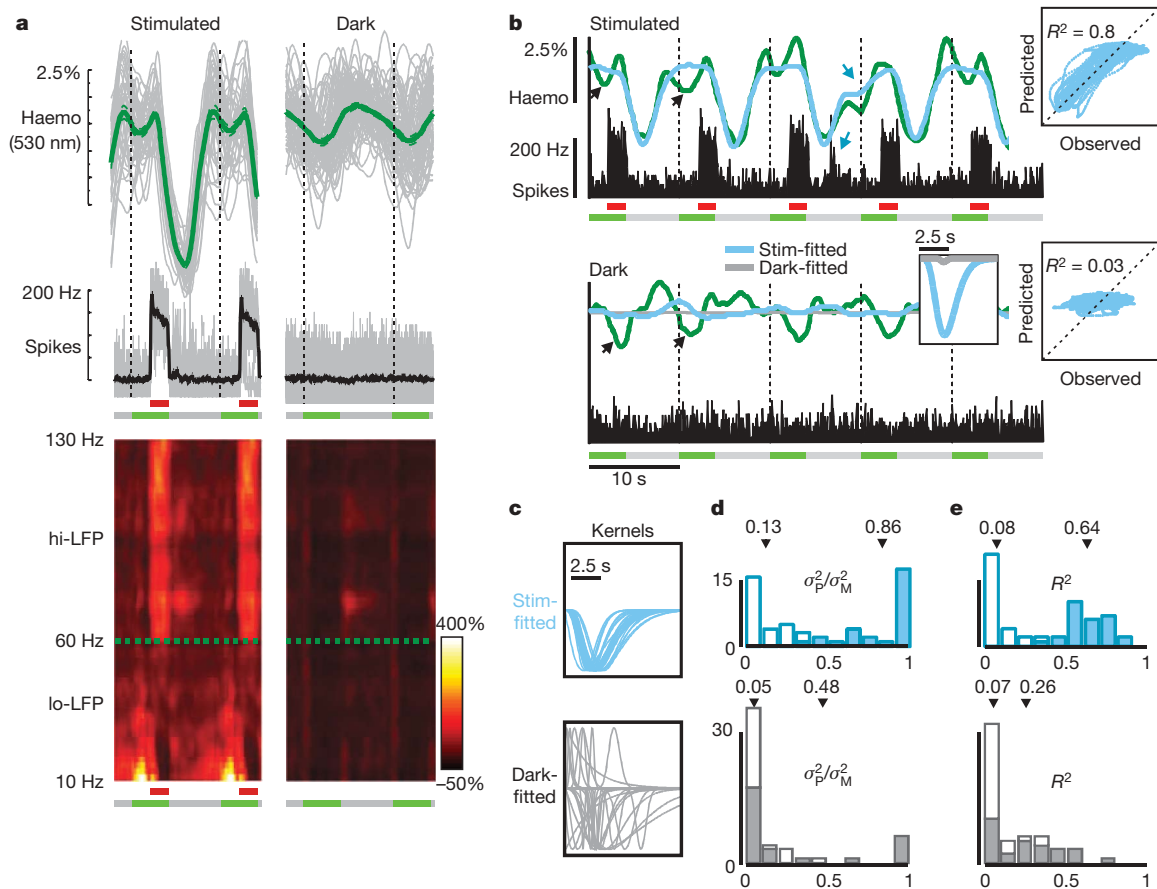 a
Stimulated
Dark
2.5%
Haemo
(530 nm)
200 Hz
Spikes
130 Hz
hi-LFP
60 Hz
lo-LFP
10 Hz
400%
–50%
b
2.5%
Haemo
200 Hz
Spikes
R² = 0.8
Predicted
Observed
Stim-fitted
Dark-fitted
2.5 s
Dark
10 s
R² = 0.03
Predicted
Observed
c
Kernels
2.5 s
Stim-
fitted
Dark-
fitted
d
0.13
0.86
15
σ²P/σ²M
0
0
0.5
1
0.05
0.48
30
σ²P/σ²M
0
0
0.5
1
e
0.08
0.64
R²
0
0.5
1
0.07
0.26
R²
0
0.5
1